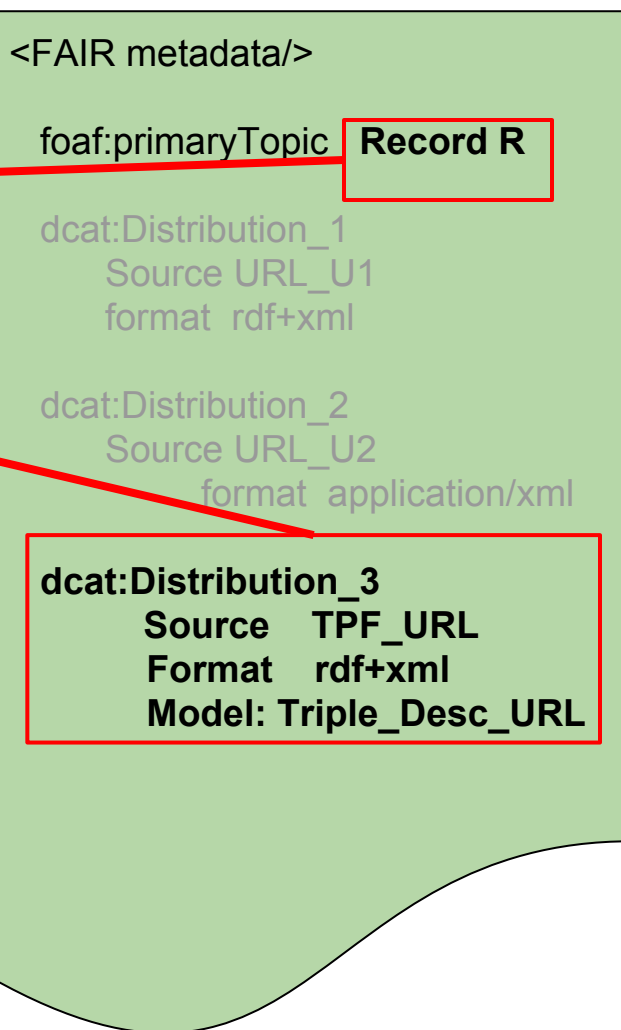 <FAIR metadata/>
foaf:primaryTopic Record R
dcat:Distribution_1
Source URL_U1
format rdf+xml
dcat:Distribution_2
Source URL_U2
format application/xml
dcat:Distribution_3
Source TPF_URL
Format rdf+xml
Model: Triple_Desc_URL